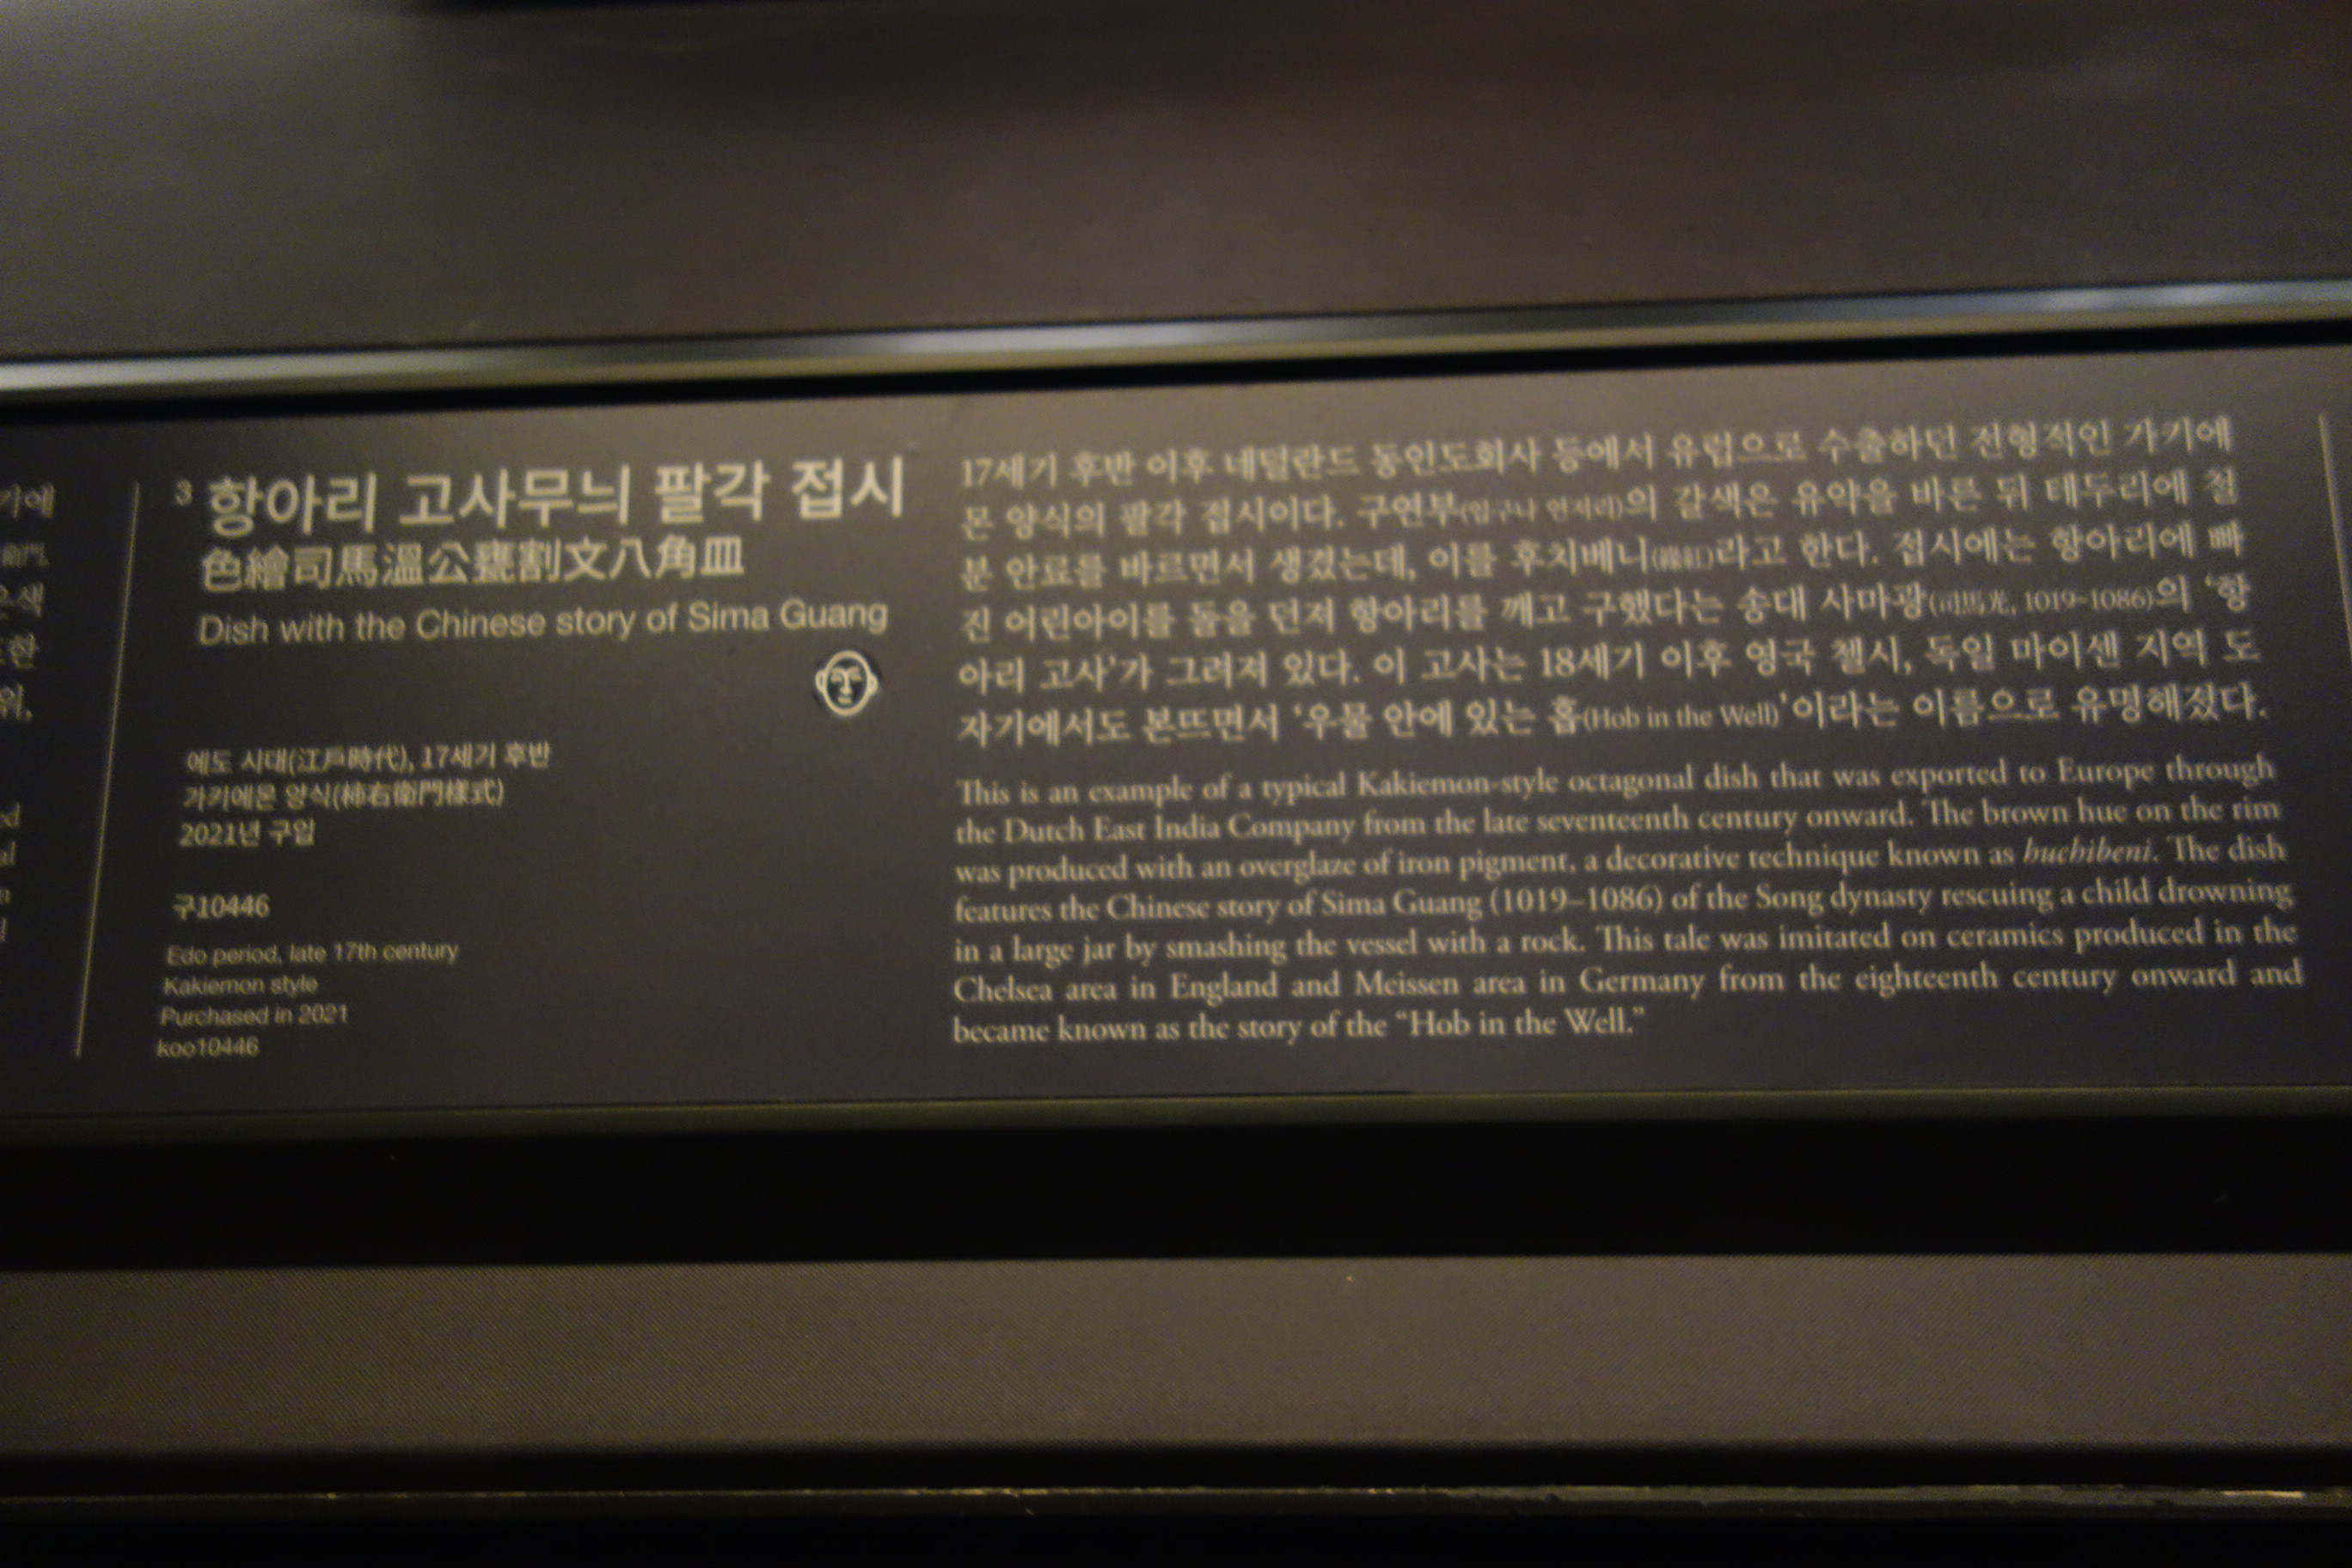 키에
은색
한
위,
ed
al
n
3 항아리 고사무늬 팔각 접시
色繪司馬溫公甕割文八角皿
Dish with the Chinese story of Sima Guang
에도 시대(江戶時代), 17세기 후반
가키에몬 양식(柿右衛門樣式)
2021년 구입
구10446
Edo period, late 17th century
Kakiemon style
Purchased in 2021
koo10446
17세기 후반 이후 네덜란드 동인도회사 등에서 유럽으로 수출하던 전형적인 가키에
몬 양식의 팔각 접시이다. 구연부(입구나 언저리)의 갈색은 유약을 바른 뒤 테두리에 철
분 안료를 바르면서 생겼는데, 이를 후치베니(緣紅)라고 한다. 접시에는 항아리에 빠
진 어린아이를 돌을 던져 항아리를 깨고 구했다는 송대 사마광(司馬光, 1019-1086)의 ‘항
아리 고사’가 그려져 있다. 이 고사는 18세기 이후 영국 첼시, 독일 마이센 지역 도
자기에서도 본뜨면서 ‘우물 안에 있는 홉(Hob in the Well)’이라는 이름으로 유명해졌다.
This is an example of a typical Kakiemon-style octagonal dish that was exported to Europe through
the Dutch East India Company from the late seventeenth century onward. The brown hue on the rim
was produced with an overglaze of iron pigment, a decorative technique known as huchibeni. The dish
features the Chinese story of Sima Guang (1019–1086) of the Song dynasty rescuing a child drowning
in a large jar by smashing the vessel with a rock. This tale was imitated on ceramics produced in the
Chelsea area in England and Meissen area in Germany from the eighteenth century onward and
became known as the story of the “Hob in the Well.”